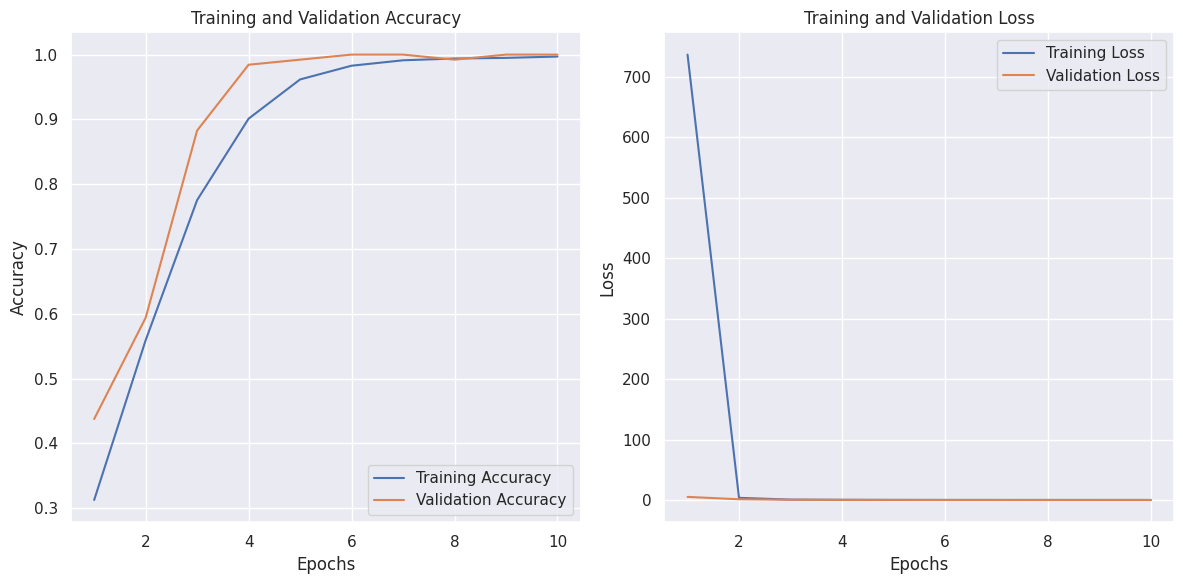 Training and Validation Accuracy
1.0
0.9
0.8
0.7
0.6
0.5
0.4
0.3
Accuracy
2
4
6
8
10
Epochs
Training Accuracy
Validation Accuracy
Training and Validation Loss
700
600
500
400
300
200
100
0
Loss
2
4
6
8
10
Epochs
Training Loss
Validation Loss